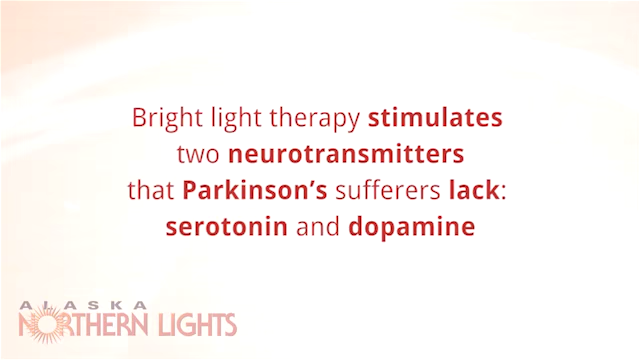 Bright light therapy stimulates
two neurotransmitters
that Parkinson's sufferers lack:
serotonin and dopamine
ALASKA
NORTHERN LIGHTS